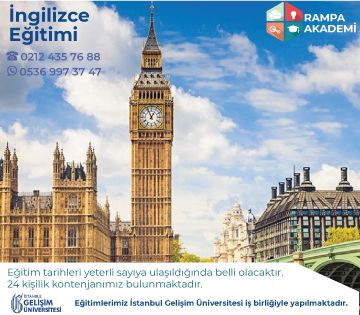 İngilizce
Eğitimi
0212 435 76 88
0536 997 37 47
RAMPA
AKADEMİ
Eğitim tarihleri yeterli sayıya ulaşıldığında belli olacaktır.
24 kişilik kontenjanımız bulunmaktadır.
İSTANBUL
GELİŞİM
ÜNİVERSİTESİ
Eğitimlerimiz İstanbul Gelişim Üniversitesi iş birliğiyle yapılmaktadır.